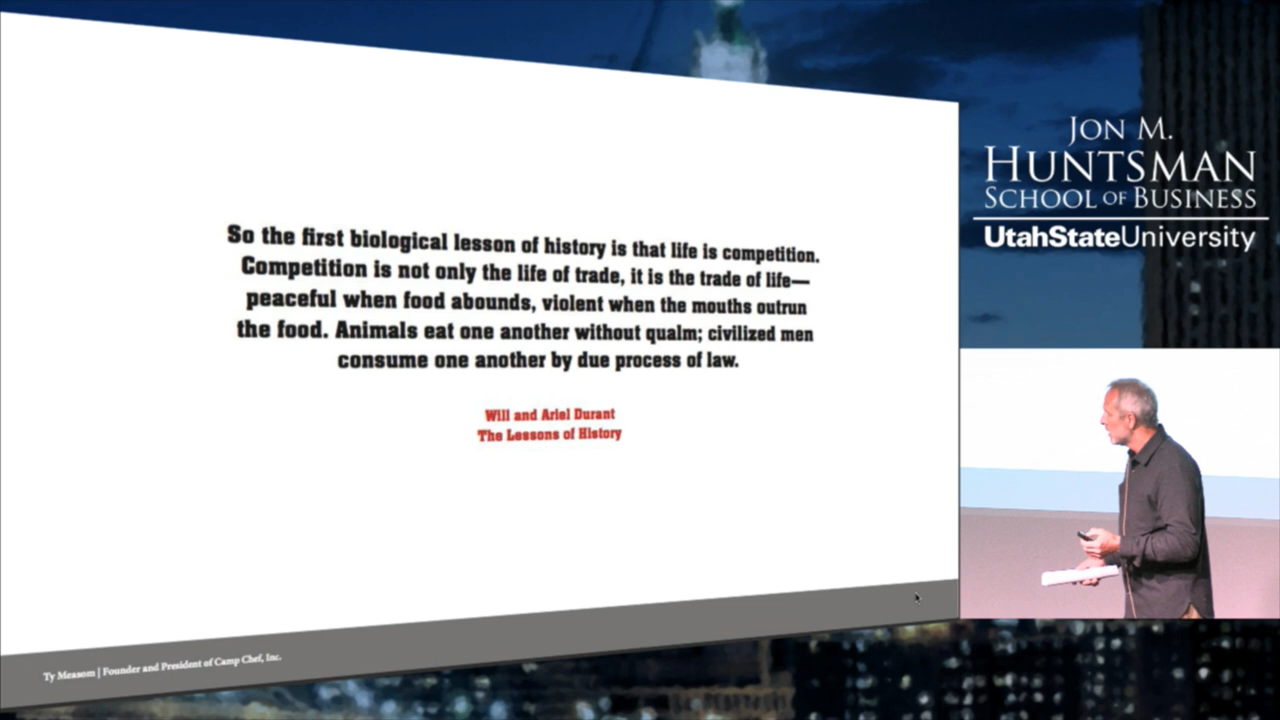 So the first biological lesson of history is that life is competition.
Competition is not only the life of trade, it is the trade of life—
peaceful when food abounds, violent when the mouths outrun
the food. Animals eat one another without qualm; civilized men
consume one another by due process of law.
Will and Ariel Durant
The Lessons of History
Ty Measom | Founder and President of Camp Chef, Inc.
JON M.
HUNTSMAN
SCHOOL OF BUSINESS
UtahStateUniversity